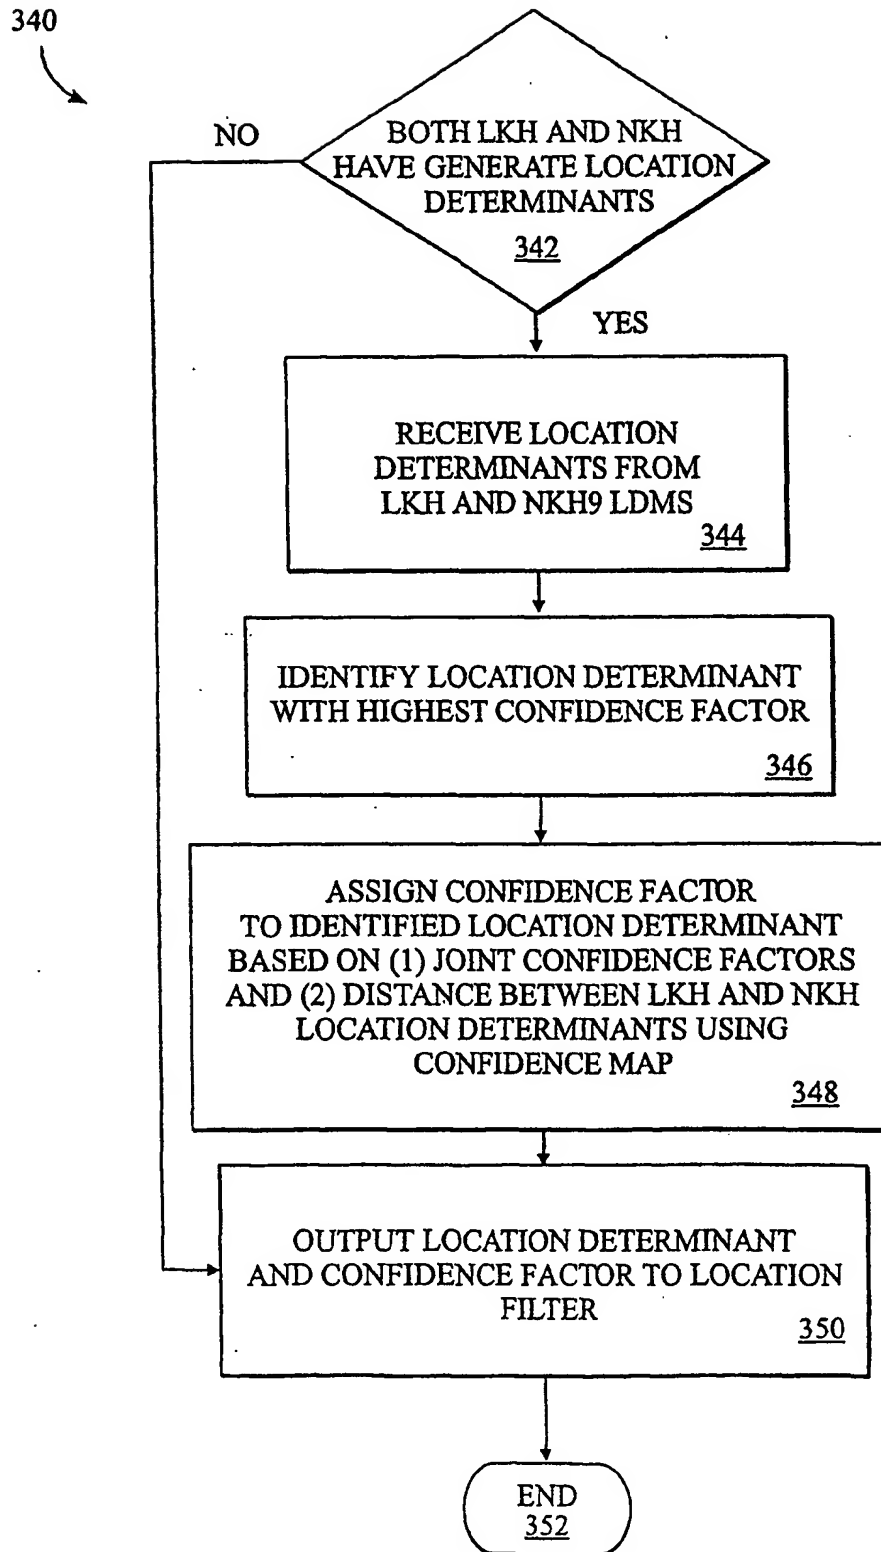 340
NO
BOTH LKH AND NKH
HAVE GENERATE LOCATION
DETERMINANTS
342
YES
RECEIVE LOCATION
DETERMINANTS FROM
LKH AND NKH9 LDMS
344
IDENTIFY LOCATION DETERMINANT
WITH HIGHEST CONFIDENCE FACTOR
346
ASSIGN CONFIDENCE FACTOR
TO IDENTIFIED LOCATION DETERMINANT
BASED ON (1) JOINT CONFIDENCE FACTORS
AND (2) DISTANCE BETWEEN LKH AND NKH
LOCATION DETERMINANTS USING
CONFIDENCE MAP
348
OUTPUT LOCATION DETERMINANT
AND CONFIDENCE FACTOR TO LOCATION
FILTER
350
END
352